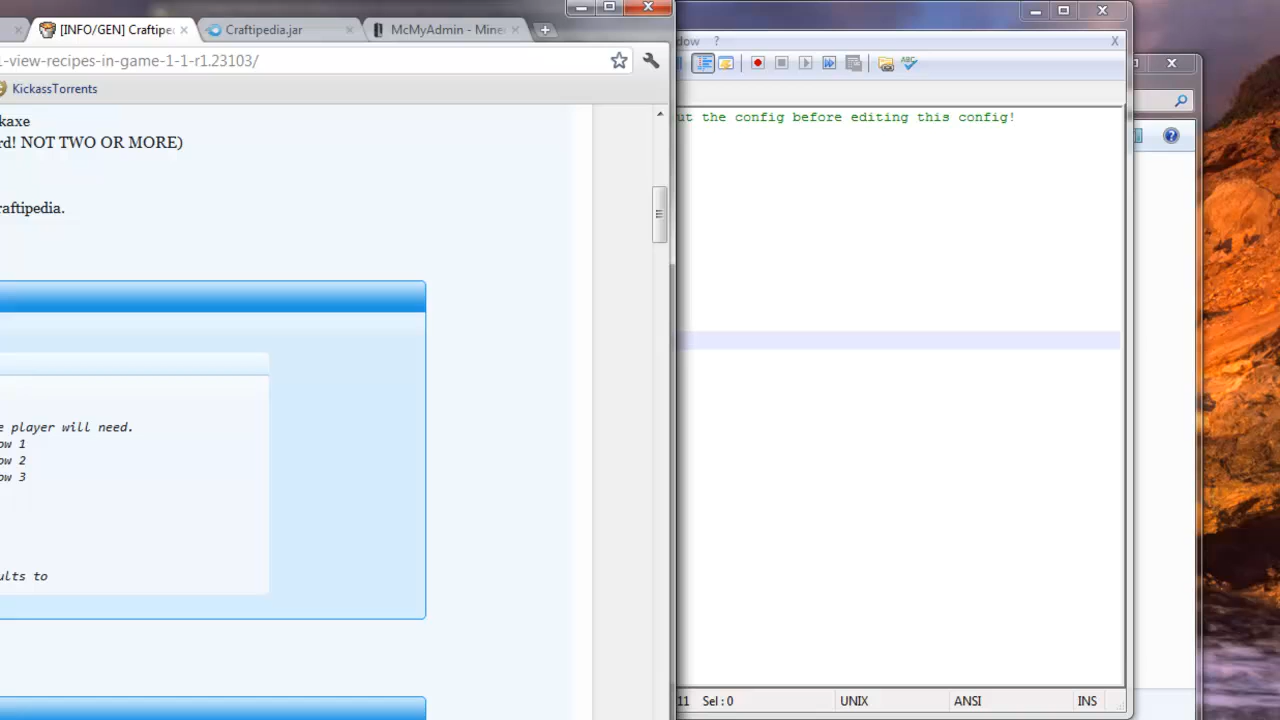 [INFO/GEN] Craftipe
Craftipedia.jar
McMyAdmin - Mine
-view-recipes-in-game-1-1-r1.23103/
KickassTorrents
kaxe
rd! NOT TWO OR MORE)
raftipedia.
e player will need.
ow 1
ow 2
ow 3
ults to
dow ?
X
ABC
ut the config before editing this config!
11 Sel : 0
UNIX
ANSI
INS